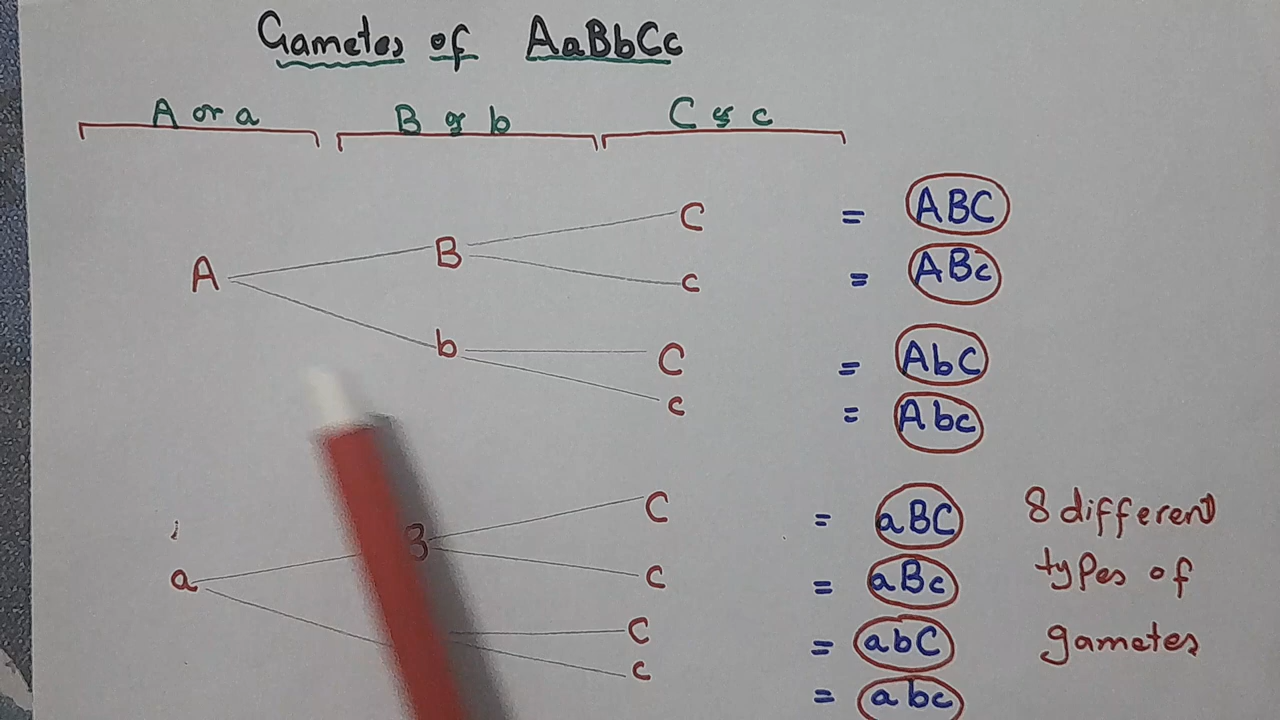 Gametes of AaBbCc
A or a B or b C or c
C = ABC
B
A c = ABc
b C = AbC
c = Abc
C = aBC 8 different
B
a c = aBc types of
C = abC gametes
c
= abc